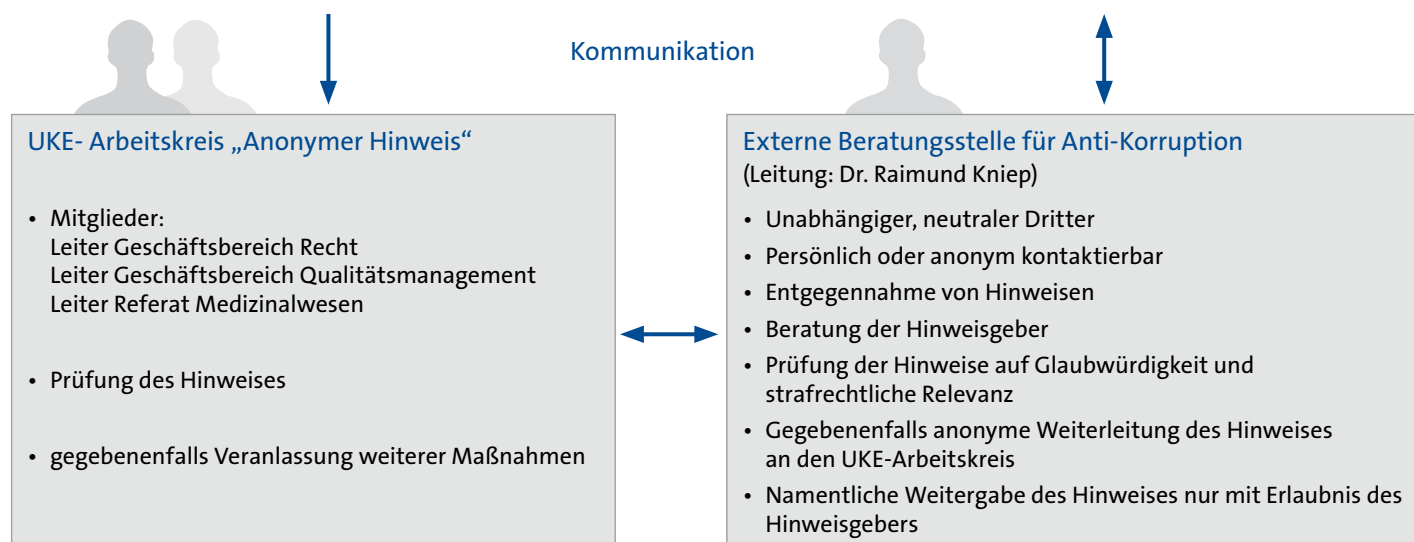 Kommunikation
UKE- Arbeitskreis „Anonymer Hinweis“
• Mitglieder:
Leiter Geschäftsbereich Recht
Leiter Geschäftsbereich Qualitätsmanagement
Leiter Referat Medizinalwesen
• Prüfung des Hinweises
• gegebenenfalls Veranlassung weiterer Maßnahmen
Externe Beratungsstelle für Anti-Korruption
(Leitung: Dr. Raimund Kniep)
• Unabhängiger, neutraler Dritter
• Persönlich oder anonym kontaktierbar
• Entgegennahme von Hinweisen
• Beratung der Hinweisgeber
• Prüfung der Hinweise auf Glaubwürdigkeit und
strafrechtliche Relevanz
• Gegebenenfalls anonyme Weiterleitung des Hinweises
an den UKE-Arbeitskreis
• Namentliche Weitergabe des Hinweises nur mit Erlaubnis des
Hinweisgebers